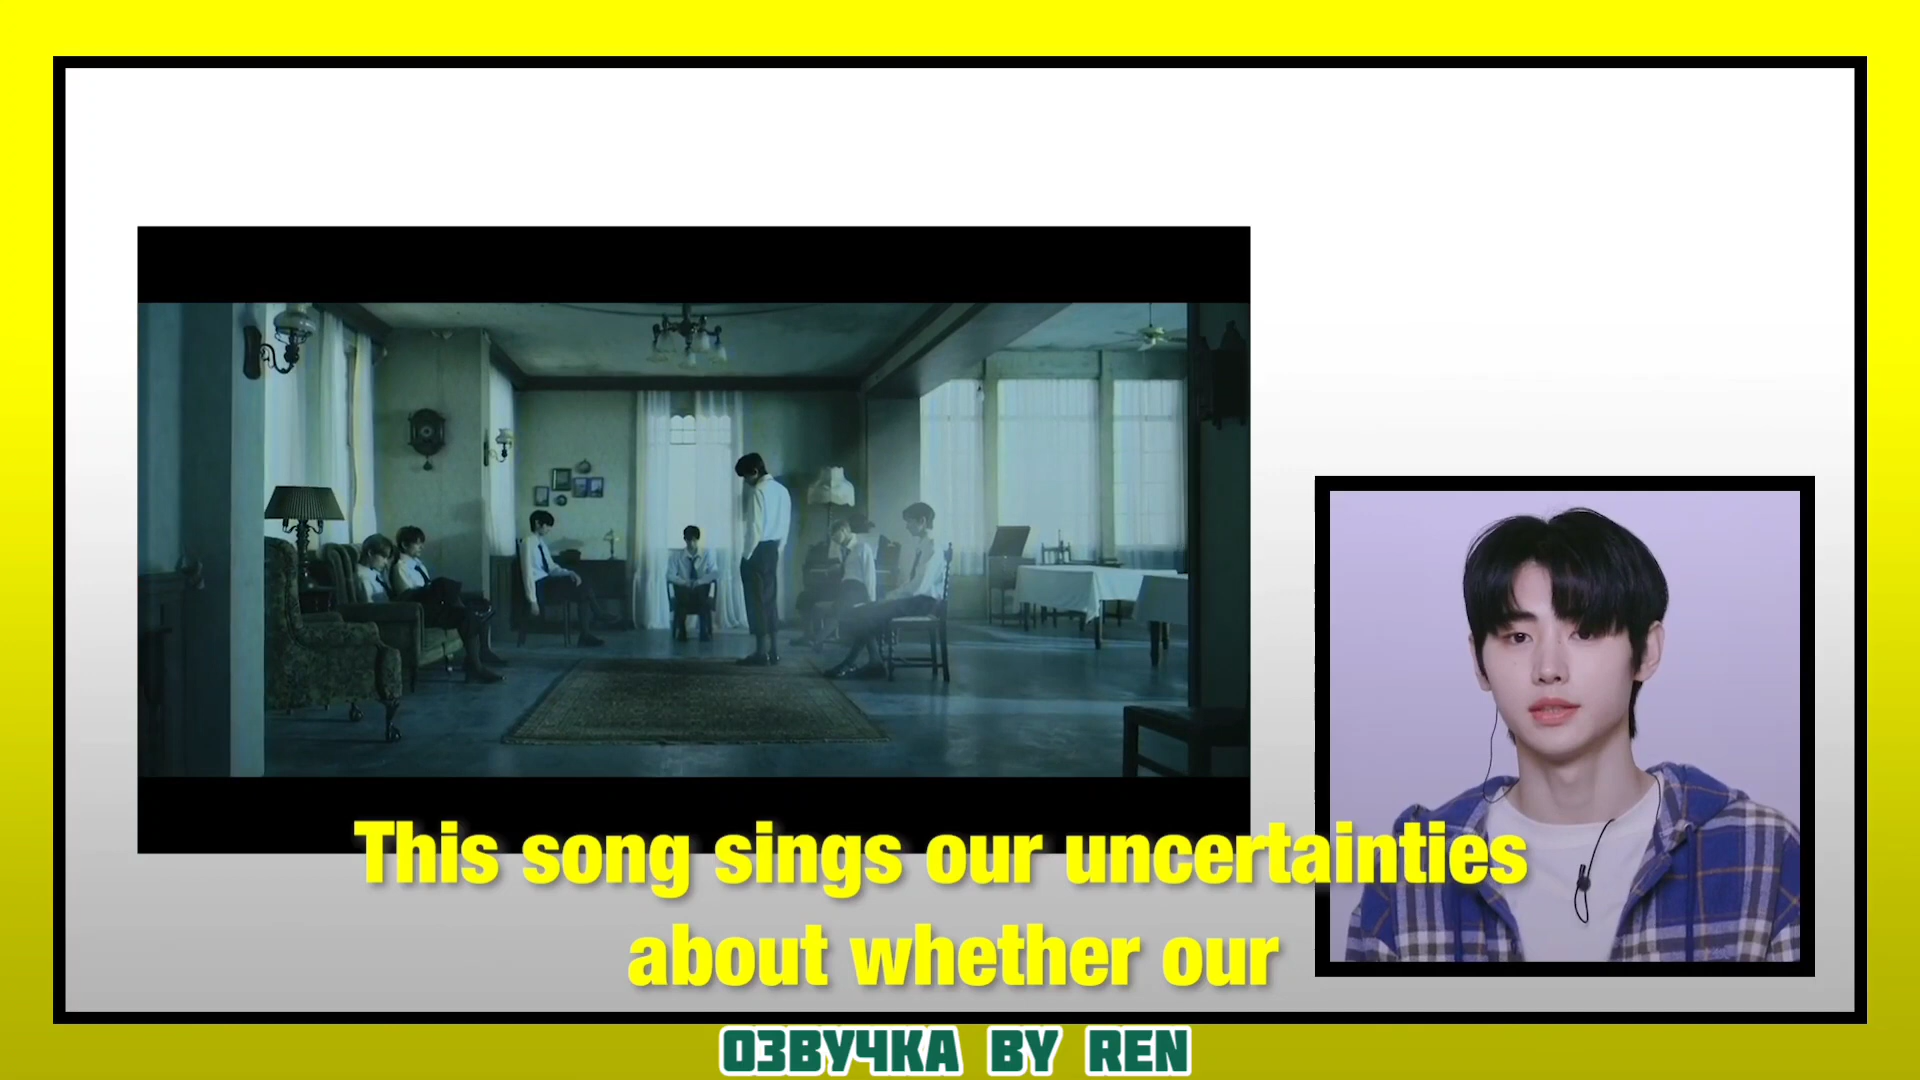 This song sings our uncertainties
about whether our
ОЗВУЧКА BY REN